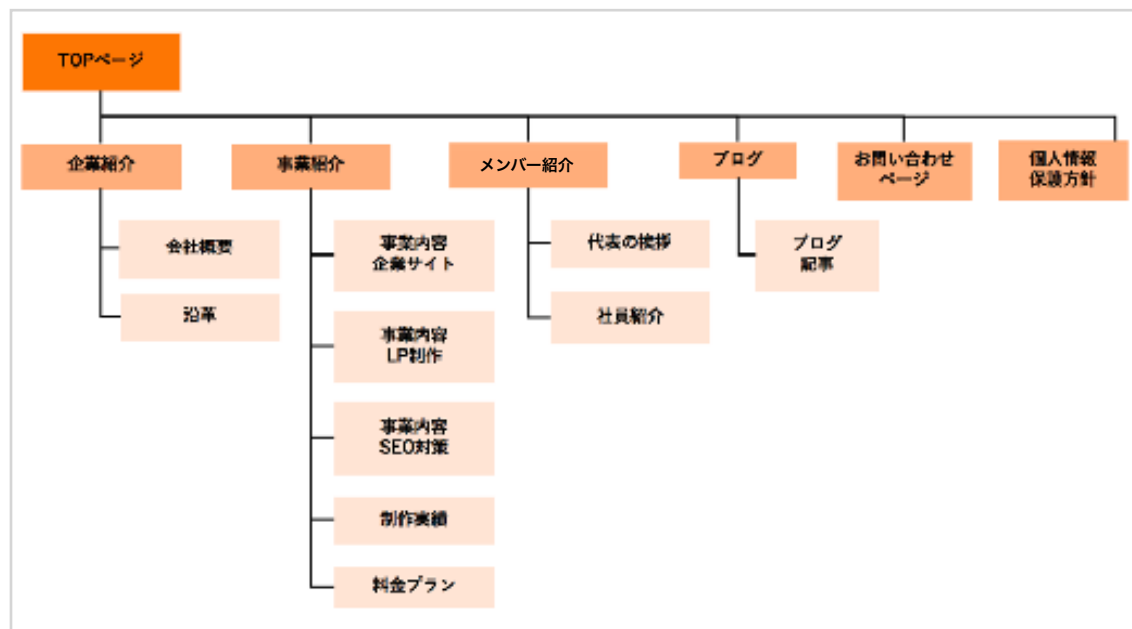 TOPページ
企業紹介
事業紹介
メンバー紹介
ブログ
お問い合わせ
ページ
個人情報
保護方針
会社概要
沿革
事業内容
企業サイト
事業内容
LP制作
事業内容
SEO対策
制作実績
料金プラン
代表の挨拶
社員紹介
ブログ
記事